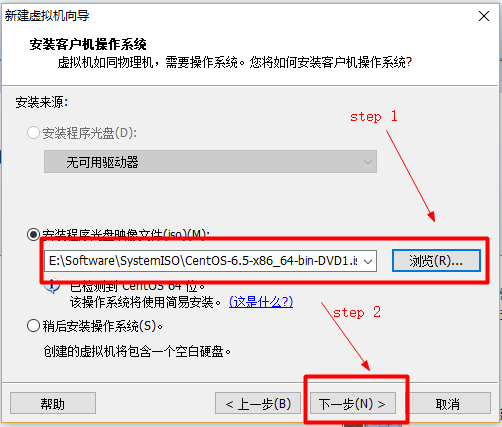 新建虚拟机向导
安装客户机操作系统
虚拟机如同物理机，需要操作系统。您将如何安装客户机操作系统?
安装来源:
step 1
安装程序光盘(D):
无可用驱动器
安装程序光盘映像文件(iso)(M):
E:\Software\SystemISO\CentOS-6.5-x86_64-bin-DVD1.is
浏览(R)...
已检测到 CentOS 64 位。
该操作系统将使用简易安装。 (这是什么?)
step 2
稍后安装操作系统(S)。
创建的虚拟机将包含一个空白硬盘。
帮助
< 上一步(B)
下一步(N) >
取消